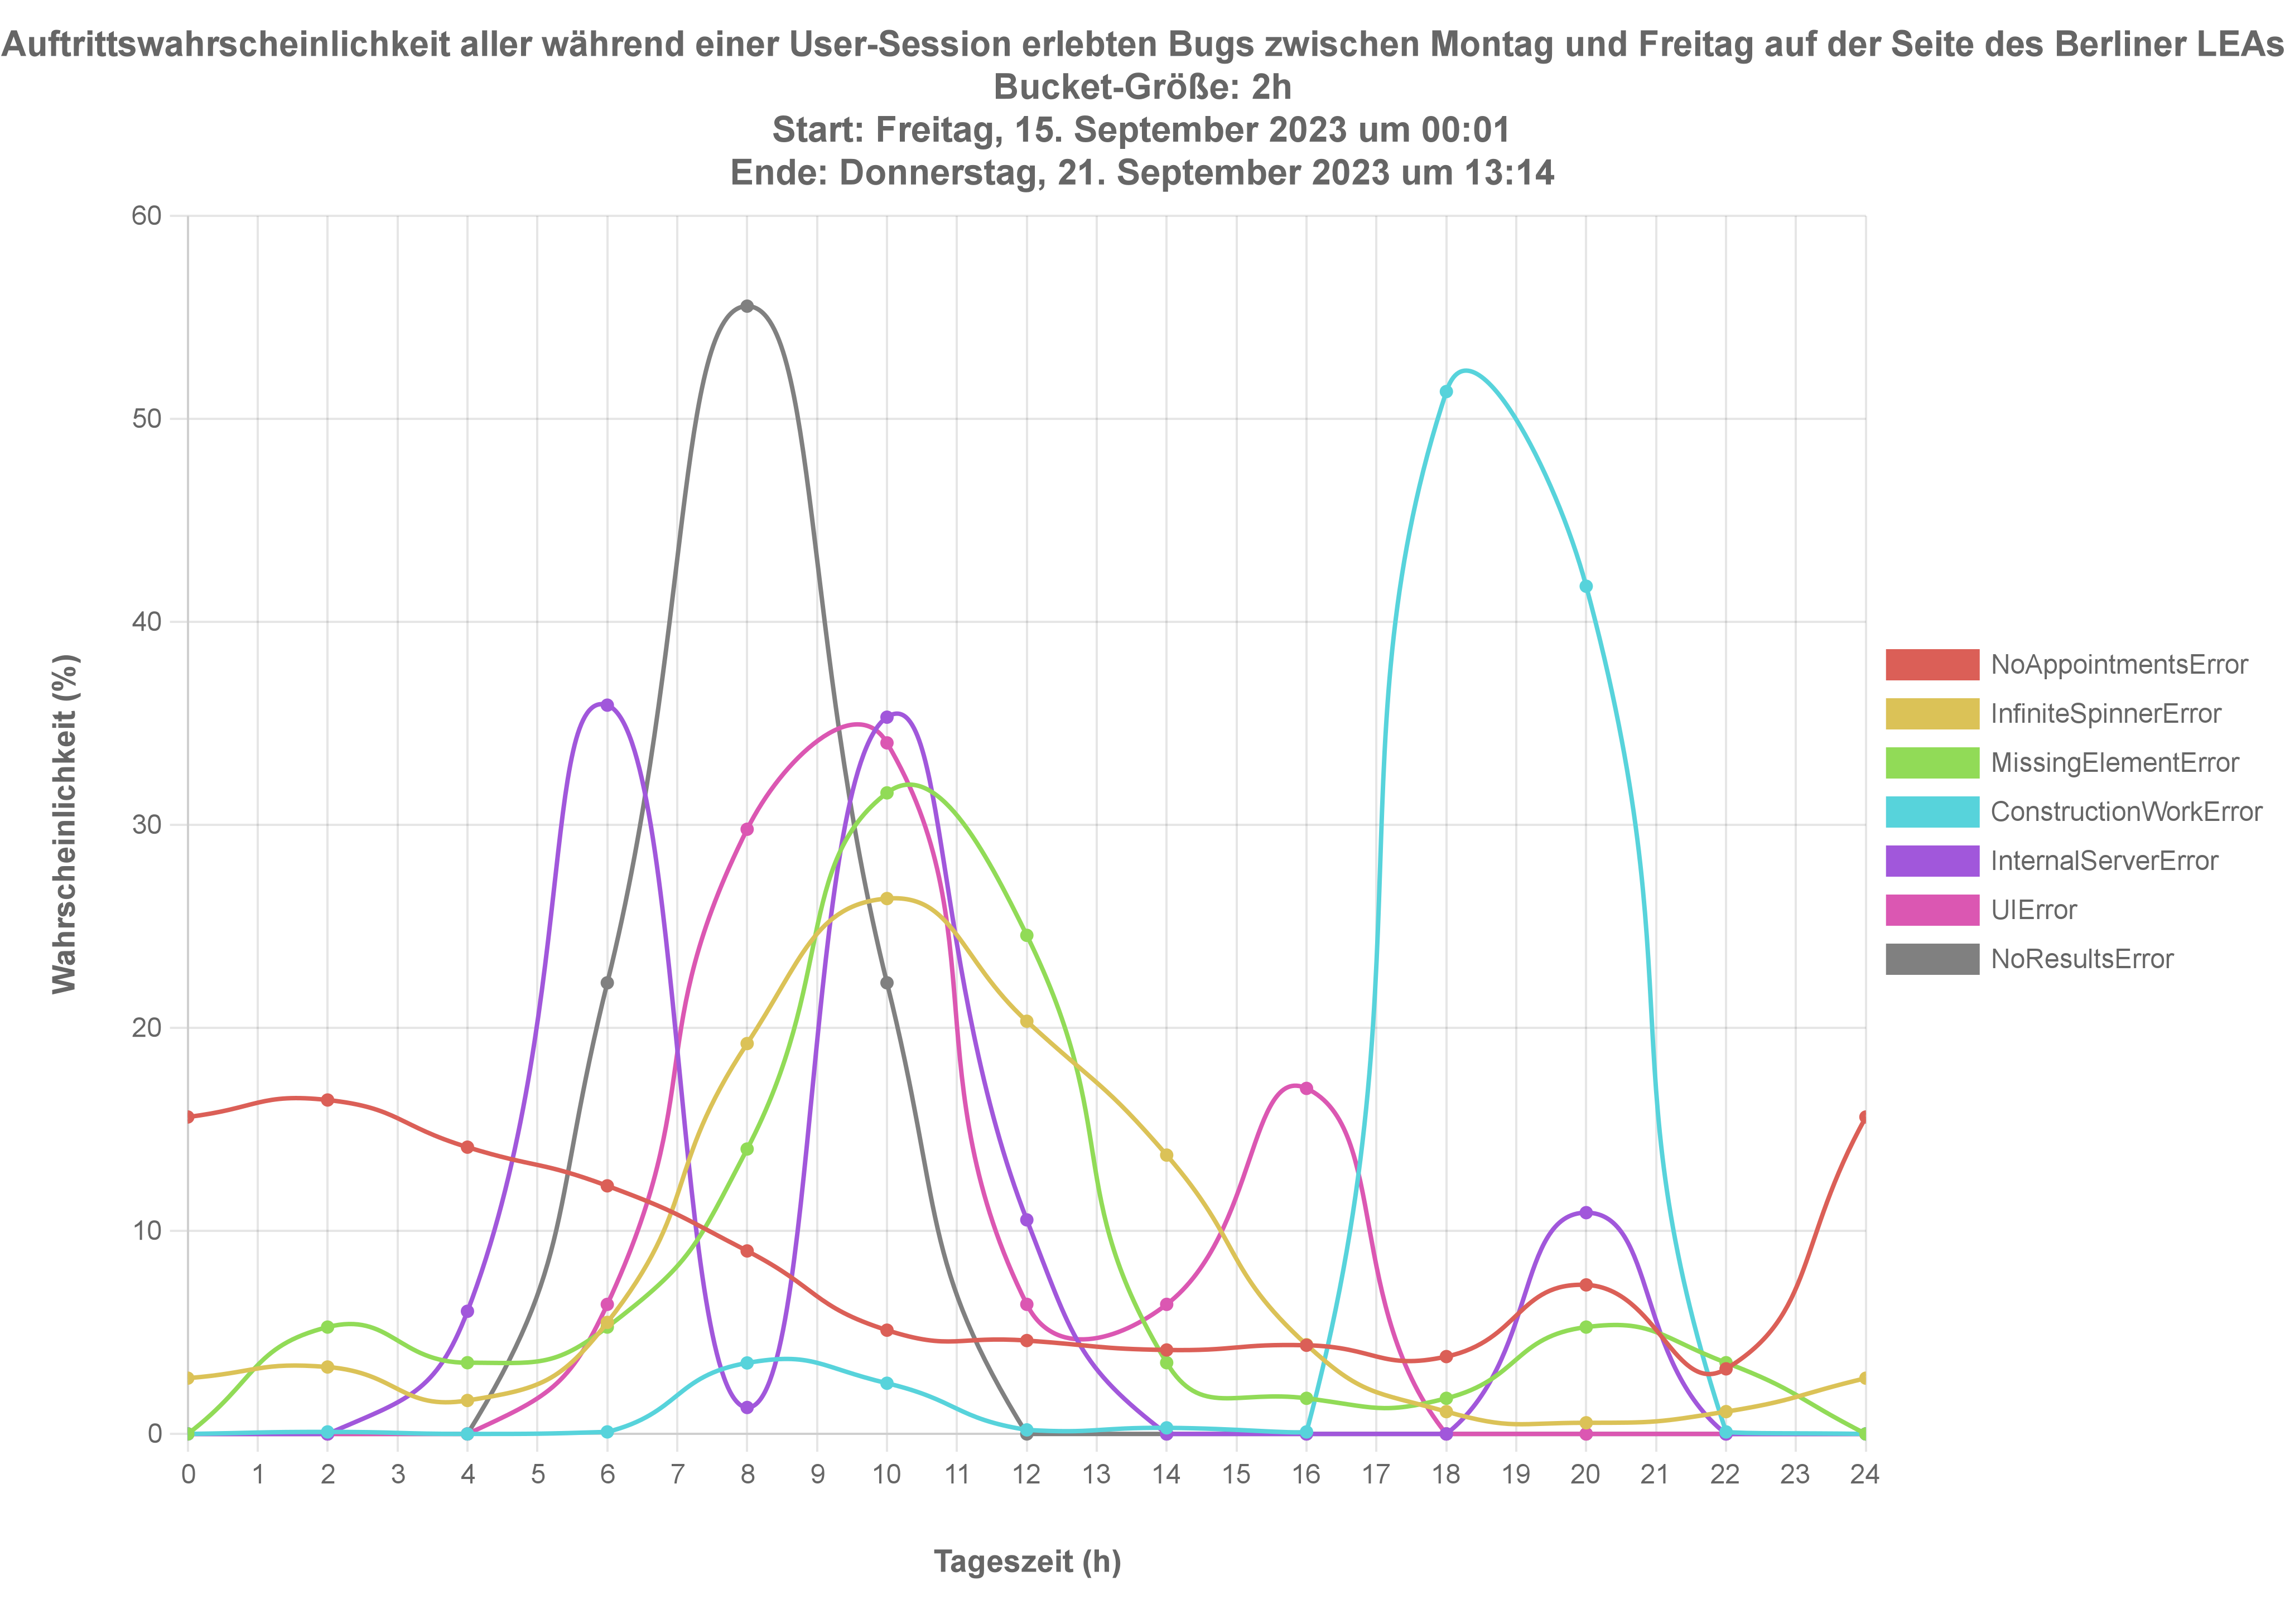 Auftrittswahrscheinlichkeit aller während einer User-Session erlebten Bugs zwischen Montag und Freitag auf der Seite des Berliner LEAs
Bucket-Größe: 2h
Start: Freitag, 15. September 2023 um 00:01
Ende: Donnerstag, 21. September 2023 um 13:14
60
50
40
30
20
10
0
Wahrscheinlichkeit (%)
0 1 2 3 4 5 6 7 8 9 10 11 12 13 14 15 16 17 18 19 20 21 22 23 24
Tageszeit (h)
NoAppointmentsError
InfiniteSpinnerError
MissingElementError
ConstructionWorkError
InternalServerError
UIError
NoResultsError